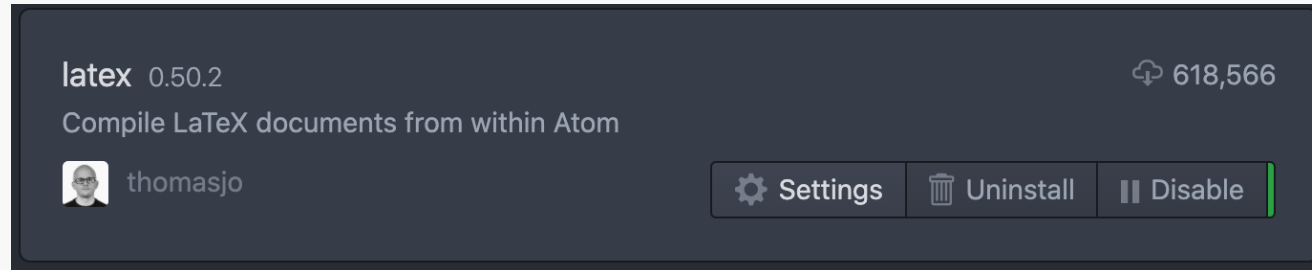 latex 0.50.2 618,566
Compile LaTeX documents from within Atom
thomasjo
Settings Uninstall Disable